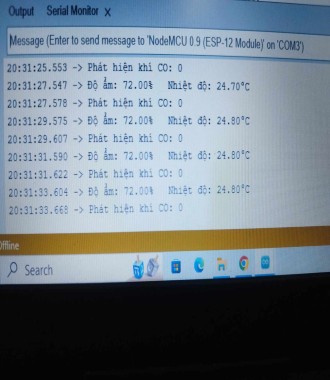 Output Serial Monitor
Message (Enter to send message to 'NodeMCU 0.9 (ESP-12 Module)' on 'COM3')
20:31:25.553 -> Phát hiện khí CO: 0
20:31:27.547 -> Độ ẩm: 72.00% Nhiệt độ: 24.70°C
20:31:27.578 -> Phát hiện khí CO: 0
20:31:29.575 -> Độ ẩm: 72.00% Nhiệt độ: 24.80°C
20:31:29.607 -> Phát hiện khí CO: 0
20:31:31.590 -> Độ ẩm: 72.00% Nhiệt độ: 24.80°C
20:31:31.622 -> Phát hiện khí CO: 0
20:31:33.604 -> Độ ẩm: 72.00% Nhiệt độ: 24.80°C
20:31:33.668 -> Phát hiện khí CO: 0
Offline
Search